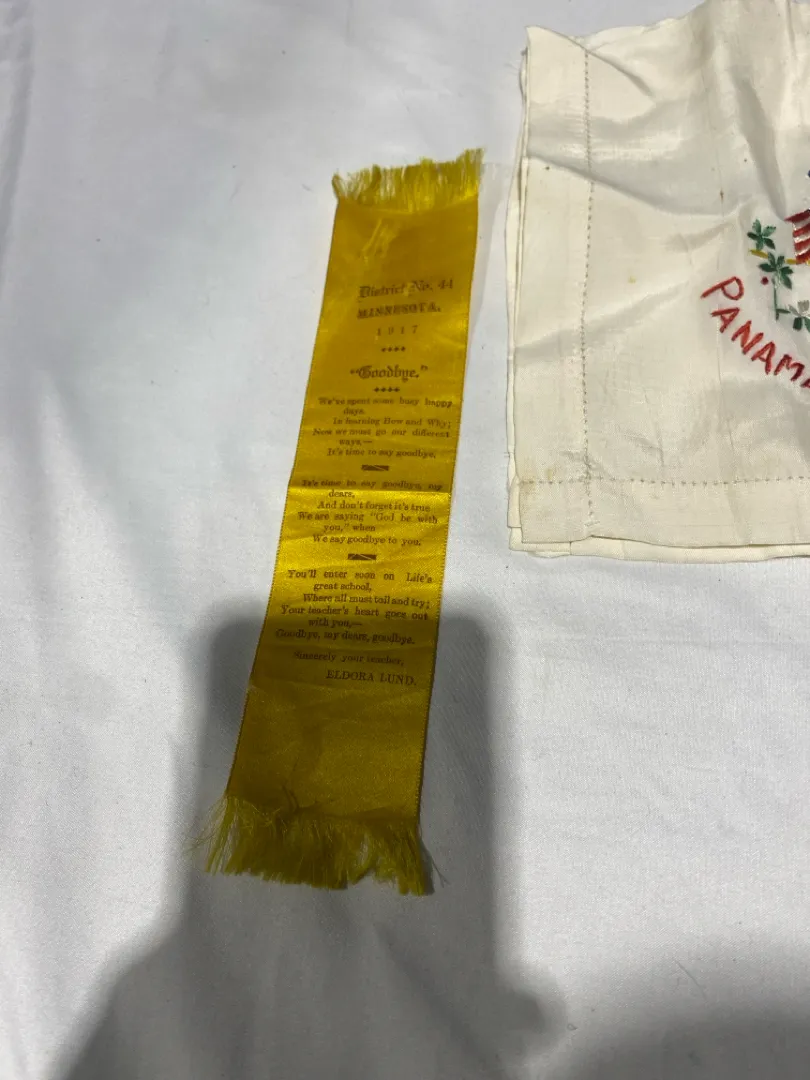 District No. 44
MINNESOTA.
1917
"Goodbye."
We've spent some busy happy
days.
In learning How and Why;
Now we must go our different
ways,—
It's time to say goodbye.
It's time to say goodbye, my
dears,
And don't forget it's true
We are saying "God be with
you," when
We say goodbye to you.
You'll enter soon on Life's
great school,
Where all must toil and try;
Your teacher's heart goes out
with you,—
Goodbye, my dears, goodbye.
Sincerely your teacher,
ELDORA LUND.
PANAMA